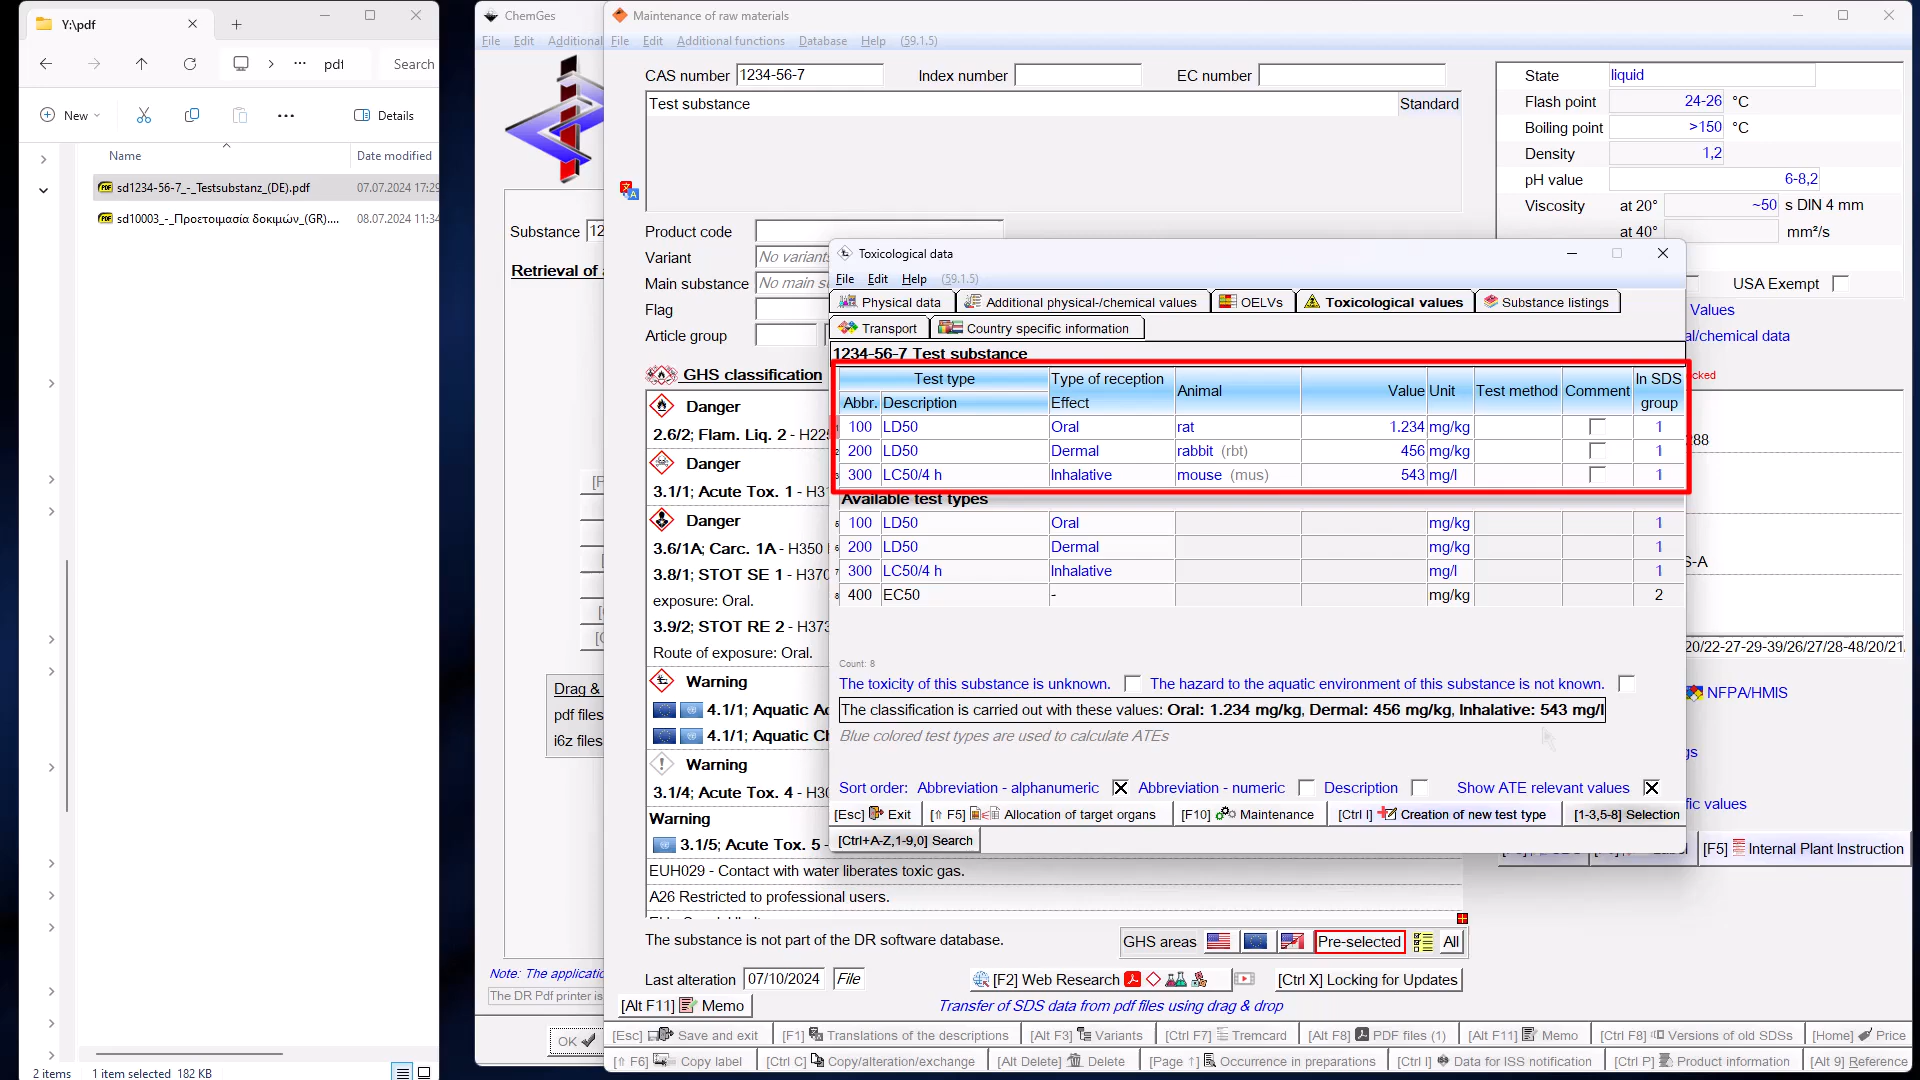 Y:\pdf
pdf
Search
New
Details
Name
Date modified
sd1234-56-7_-_Testsubstanz_(DE).pdf
07.07.2024 17:29
sd10003_-_Προετοιμασία δοκιμών_(GR)....
08.07.2024 11:34
2 items
1 item selected 182 KB
ChemGes
File Edit Additional
Substance 12
Retrieval of
Drag &
pdf files
i6z files
Note: The applicatio
The DR Pdf printer is
OK
Maintenance of raw materials
File Edit Additional functions Database Help (59.1.5)
CAS number 1234-56-7 Index number EC number
Test substance Standard
State liquid
Flash point 24-26 °C
Boiling point >150 °C
Density 1,2
pH value 6-8,2
Viscosity at 20° ~50 s DIN 4 mm
at 40° mm²/s
Product code
Variant No variants
Main substance No main su
Flag
Article group
USA Exempt
Values
al/chemical data
cked
GHS classification
Danger
2.6/2; Flam. Liq. 2 - H225
Danger
3.1/1; Acute Tox. 1 - H31
Danger
3.6/1A; Carc. 1A - H350
3.8/1; STOT SE 1 - H370
exposure: Oral.
3.9/2; STOT RE 2 - H373
Route of exposure: Oral.
Warning
4.1/1; Aquatic Ac
4.1/1; Aquatic Ch
Warning
3.1/4; Acute Tox. 4 - H30
Warning
3.1/5; Acute Tox. 5 -
EUH029 - Contact with water liberates toxic gas.
A26 Restricted to professional users.
288
S-A
20/22-27-29-39/26/27/28-48/20/21
NFPA/HMIS
gs
fic values
[F5] Internal Plant Instruction
Toxicological data
File Edit Help (59.1.5)
Physical data Additional physical-/chemical values OELVs Toxicological values Substance listings
Transport Country specific information
1234-56-7 Test substance
Test type Type of reception Animal Value Unit Test method Comment In SDS
Abbr. Description Effect group
100 LD50 Oral rat 1.234 mg/kg 1
200 LD50 Dermal rabbit (rbt) 456 mg/kg 1
300 LC50/4 h Inhalative mouse (mus) 543 mg/l 1
Available test types
100 LD50 Oral mg/kg 1
200 LD50 Dermal mg/kg 1
300 LC50/4 h Inhalative mg/l 1
400 EC50 - mg/kg 2
Count: 8
The toxicity of this substance is unknown. The hazard to the aquatic environment of this substance is not known.
The classification is carried out with these values: Oral: 1.234 mg/kg, Dermal: 456 mg/kg, Inhalative: 543 mg/l
Blue colored test types are used to calculate ATEs
Sort order: Abbreviation - alphanumeric Abbreviation - numeric Description Show ATE relevant values
[Esc] Exit [⇑ F5] Allocation of target organs [F10] Maintenance [Ctrl I] Creation of new test type [1-3,5-8] Selection
[Ctrl+A-Z,1-9,0] Search
The substance is not part of the DR software database.
GHS areas Pre-selected All
Last alteration 07/10/2024 File
[F2] Web Research [Ctrl X] Locking for Updates
[Alt F11] Memo
Transfer of SDS data from pdf files using drag & drop
[Esc] Save and exit [F1] Translations of the descriptions [Alt F3] Variants [Ctrl F7] Tremcard [Alt F8] PDF files (1) [Alt F11] Memo [Ctrl F8] Versions of old SDSs [Home] Price
[⇑ F6] Copy label [Ctrl C] Copy/alteration/exchange [Alt Delete] Delete [Page ↑] Occurrence in preparations [Ctrl I] Data for ISS notification [Ctrl P] Product information [Alt 9] Reference